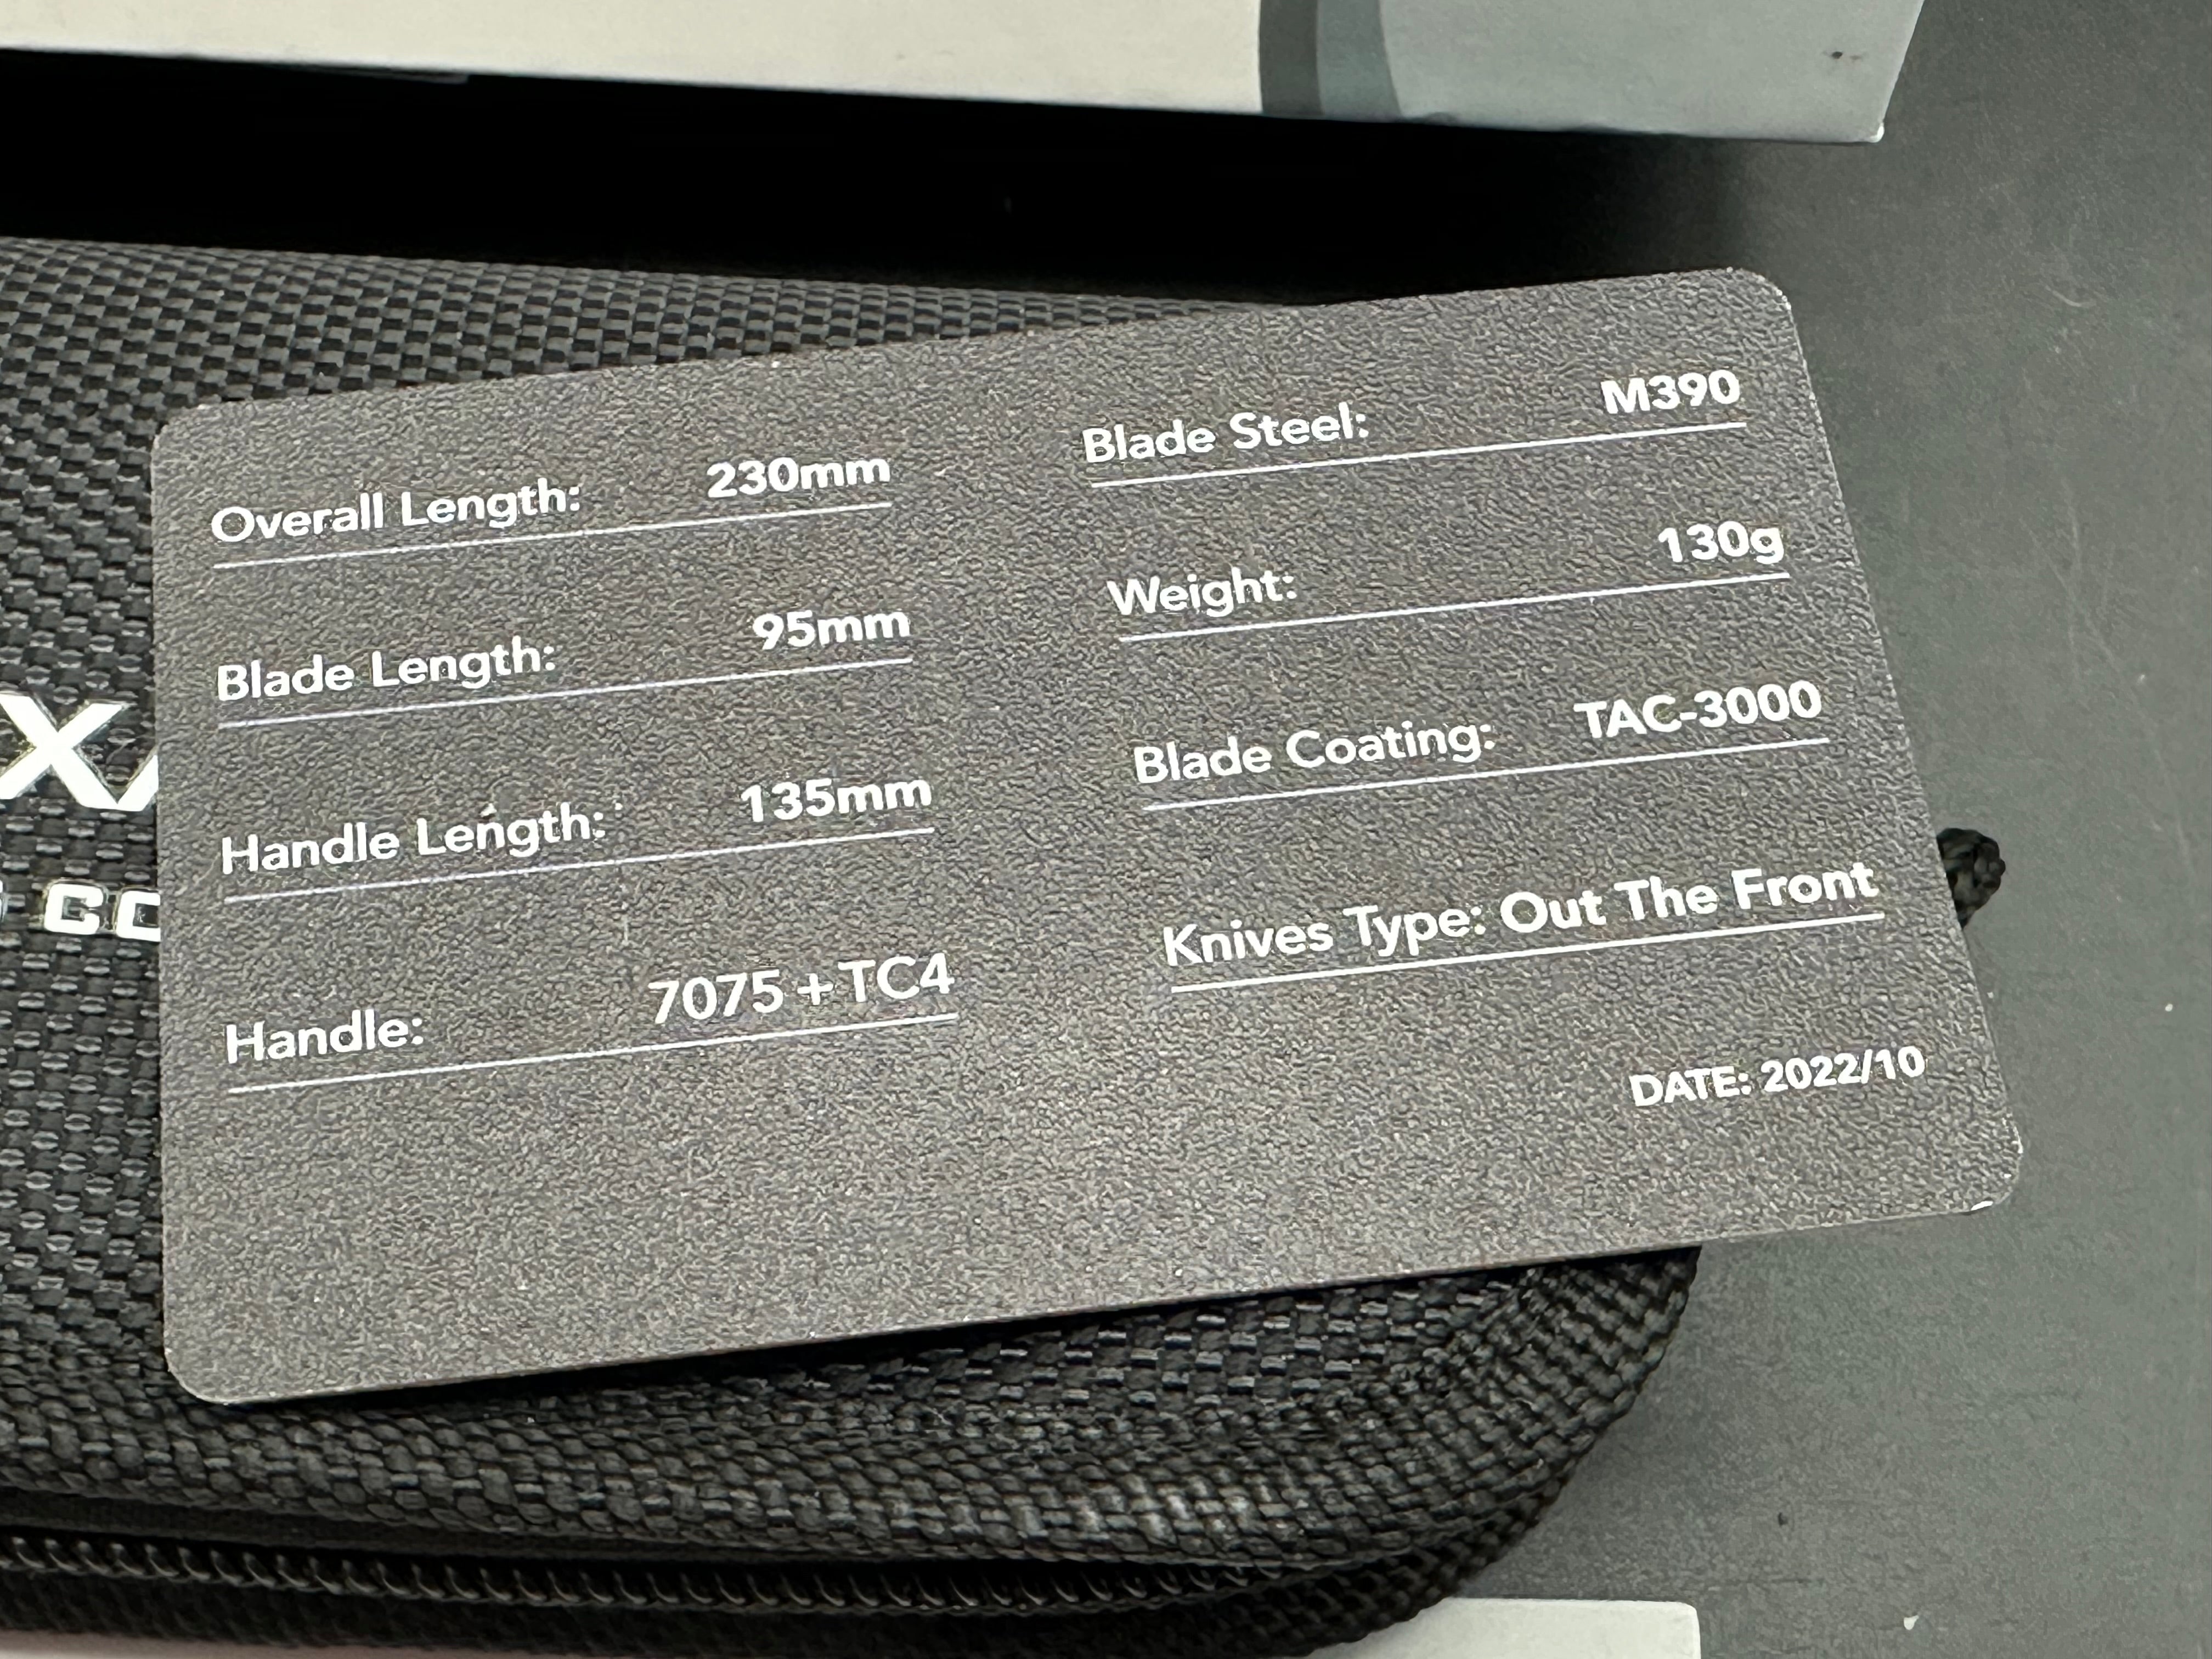 Overall Length: 230mm
Blade Length: 95mm
Handle Length: 135mm
Handle: 7075+TC4
Blade Steel: M390
Weight: 130g
Blade Coating: TAC-3000
Knives Type: Out The Front
DATE: 2022/10